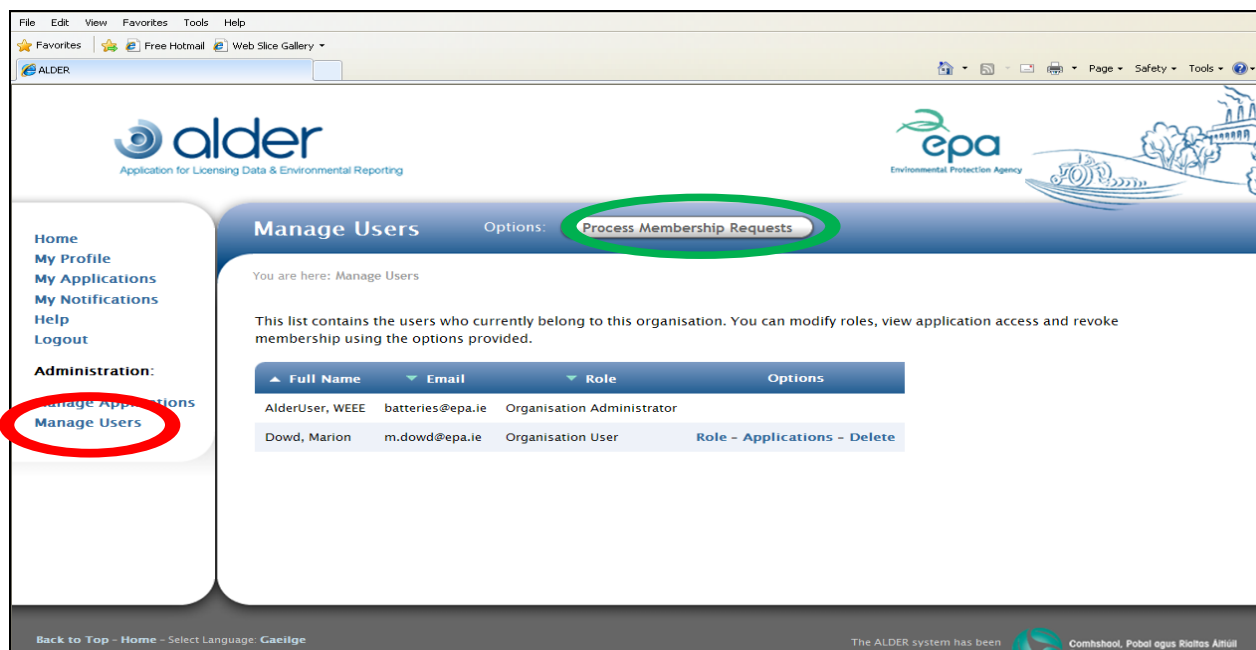 File Edit View Favorites Tools Help
Favorites Free Hotmail Web Slice Gallery
ALDER Page Safety Tools
alder
Application for Licensing Data & Environmental Reporting
epa
Environmental Protection Agency
Manage Users Options: Process Membership Requests
Home
My Profile
My Applications
My Notifications
Help
Logout
Administration:
Manage Applications
Manage Users
You are here: Manage Users
This list contains the users who currently belong to this organisation. You can modify roles, view application access and revoke
membership using the options provided.
Full Name Email Role Options
AlderUser, WEEE batteries@epa.ie Organisation Administrator
Dowd, Marion m.dowd@epa.ie Organisation User Role - Applications - Delete
Back to Top - Home - Select Language: Gaeilge
The ALDER system has been
Comhshaol, Pobal agus Rialtas Áitiúil